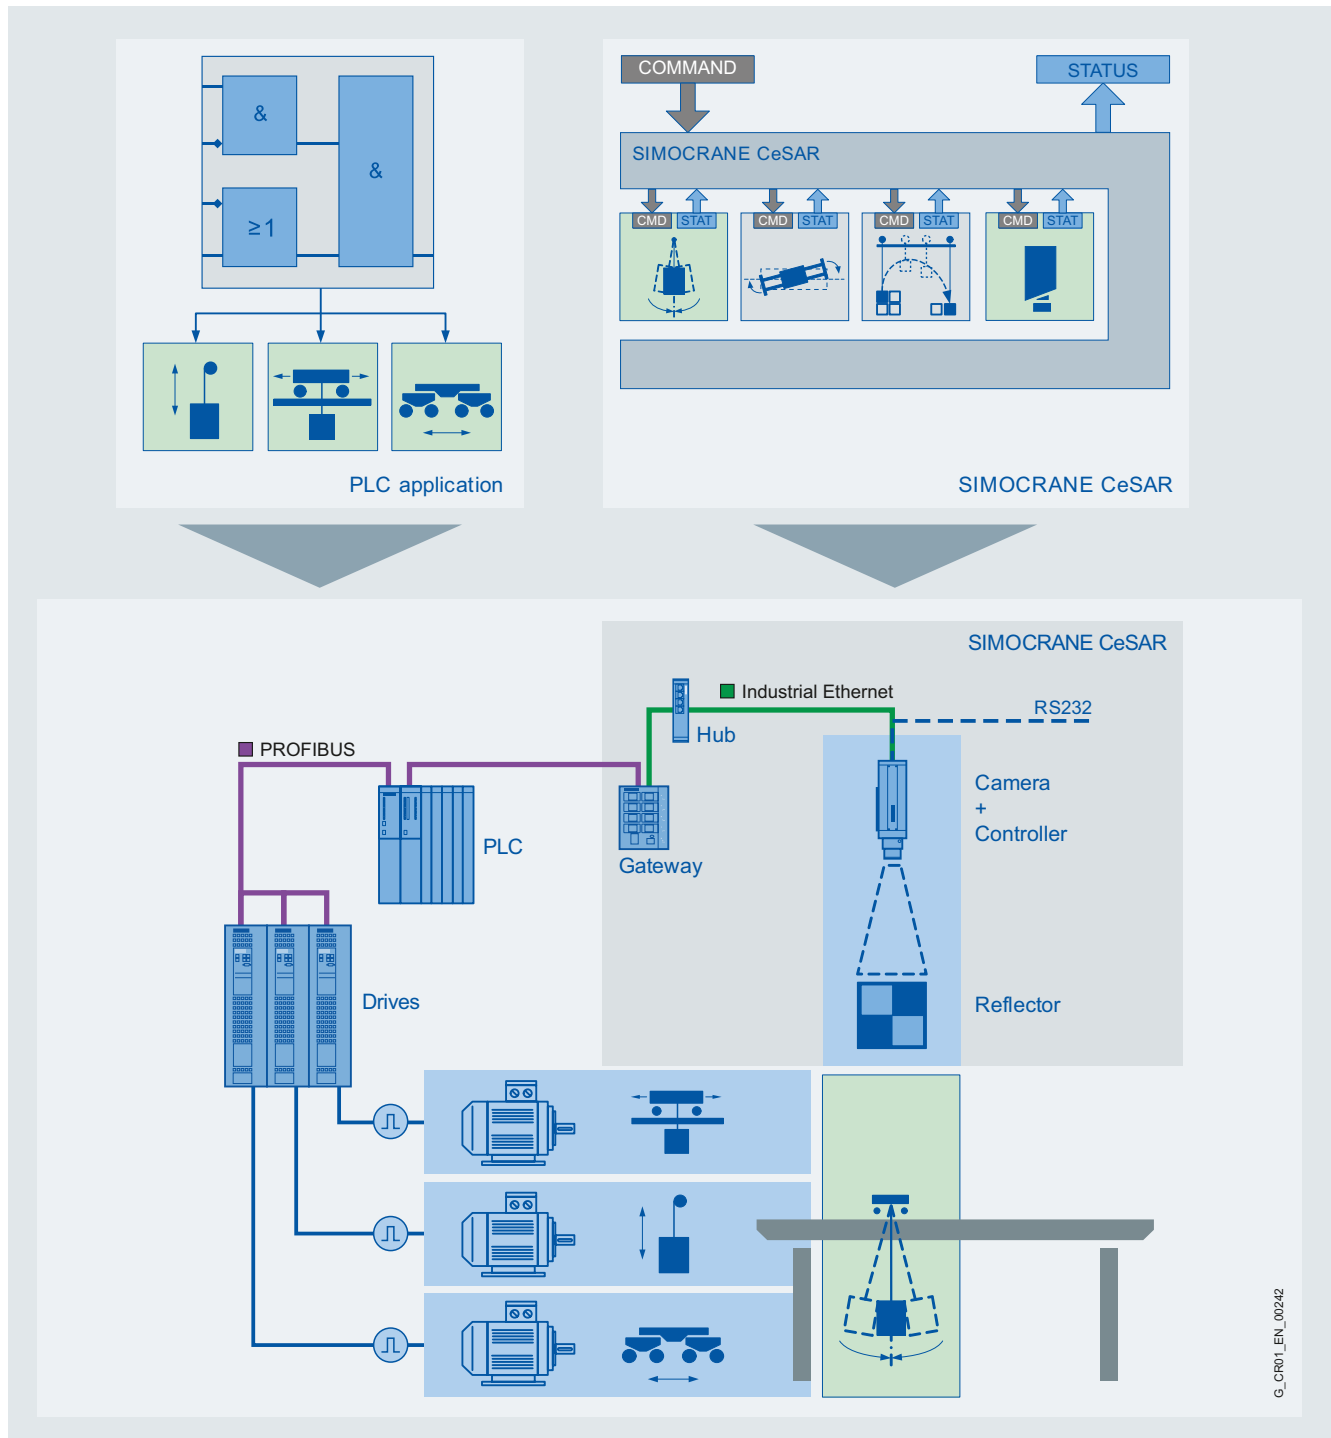 COMMAND
STATUS
&
&
≥1
SIMOCRANE CeSAR
CMD STAT CMD STAT CMD STAT CMD STAT
PLC application
SIMOCRANE CeSAR
SIMOCRANE CeSAR
Industrial Ethernet
RS232
Hub
PROFIBUS
Camera
+
Controller
PLC
Gateway
Drives
Reflector
G_CR01_EN_00242